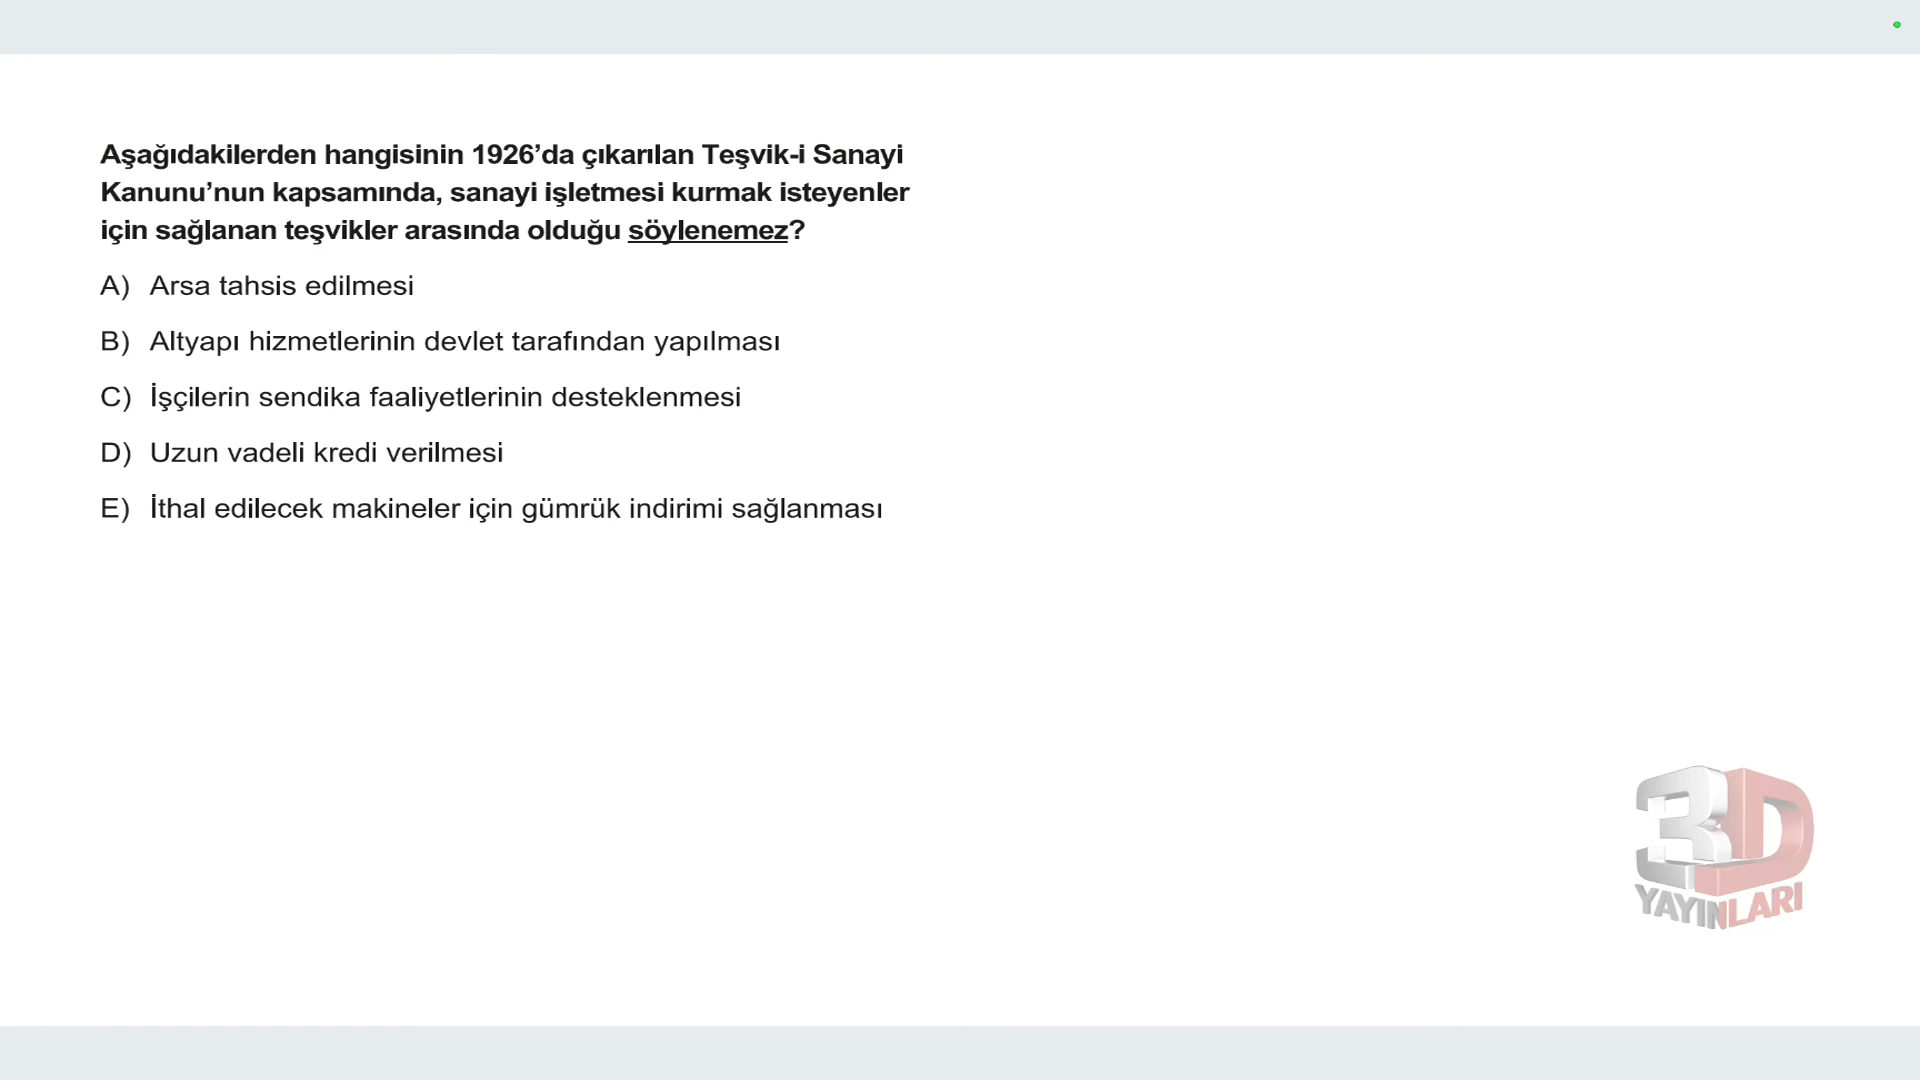 Aşağıdakilerden hangisinin 1926’da çıkarılan Teşvik-i Sanayi
Kanunu’nun kapsamında, sanayi işletmesi kurmak isteyenler
için sağlanan teşvikler arasında olduğu söylenemez?
A) Arsa tahsis edilmesi
B) Altyapı hizmetlerinin devlet tarafından yapılması
C) İşçilerin sendika faaliyetlerinin desteklenmesi
D) Uzun vadeli kredi verilmesi
E) İthal edilecek makineler için gümrük indirimi sağlanması
3D
YAYINLARI